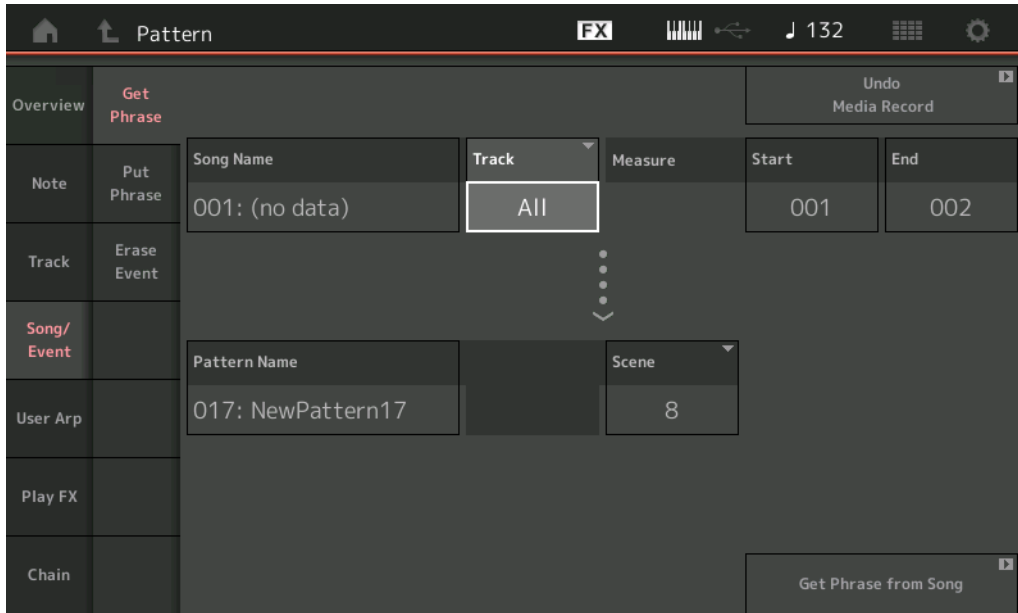 Pattern
FX
132
Overview
Get
Phrase
Undo
Media Record
Note
Put
Phrase
Song Name
Track
Measure
Start
End
001: (no data)
All
001
002
Track
Erase
Event
Song/
Event
Pattern Name
Scene
017: NewPattern17
8
User Arp
Play FX
Chain
Get Phrase from Song